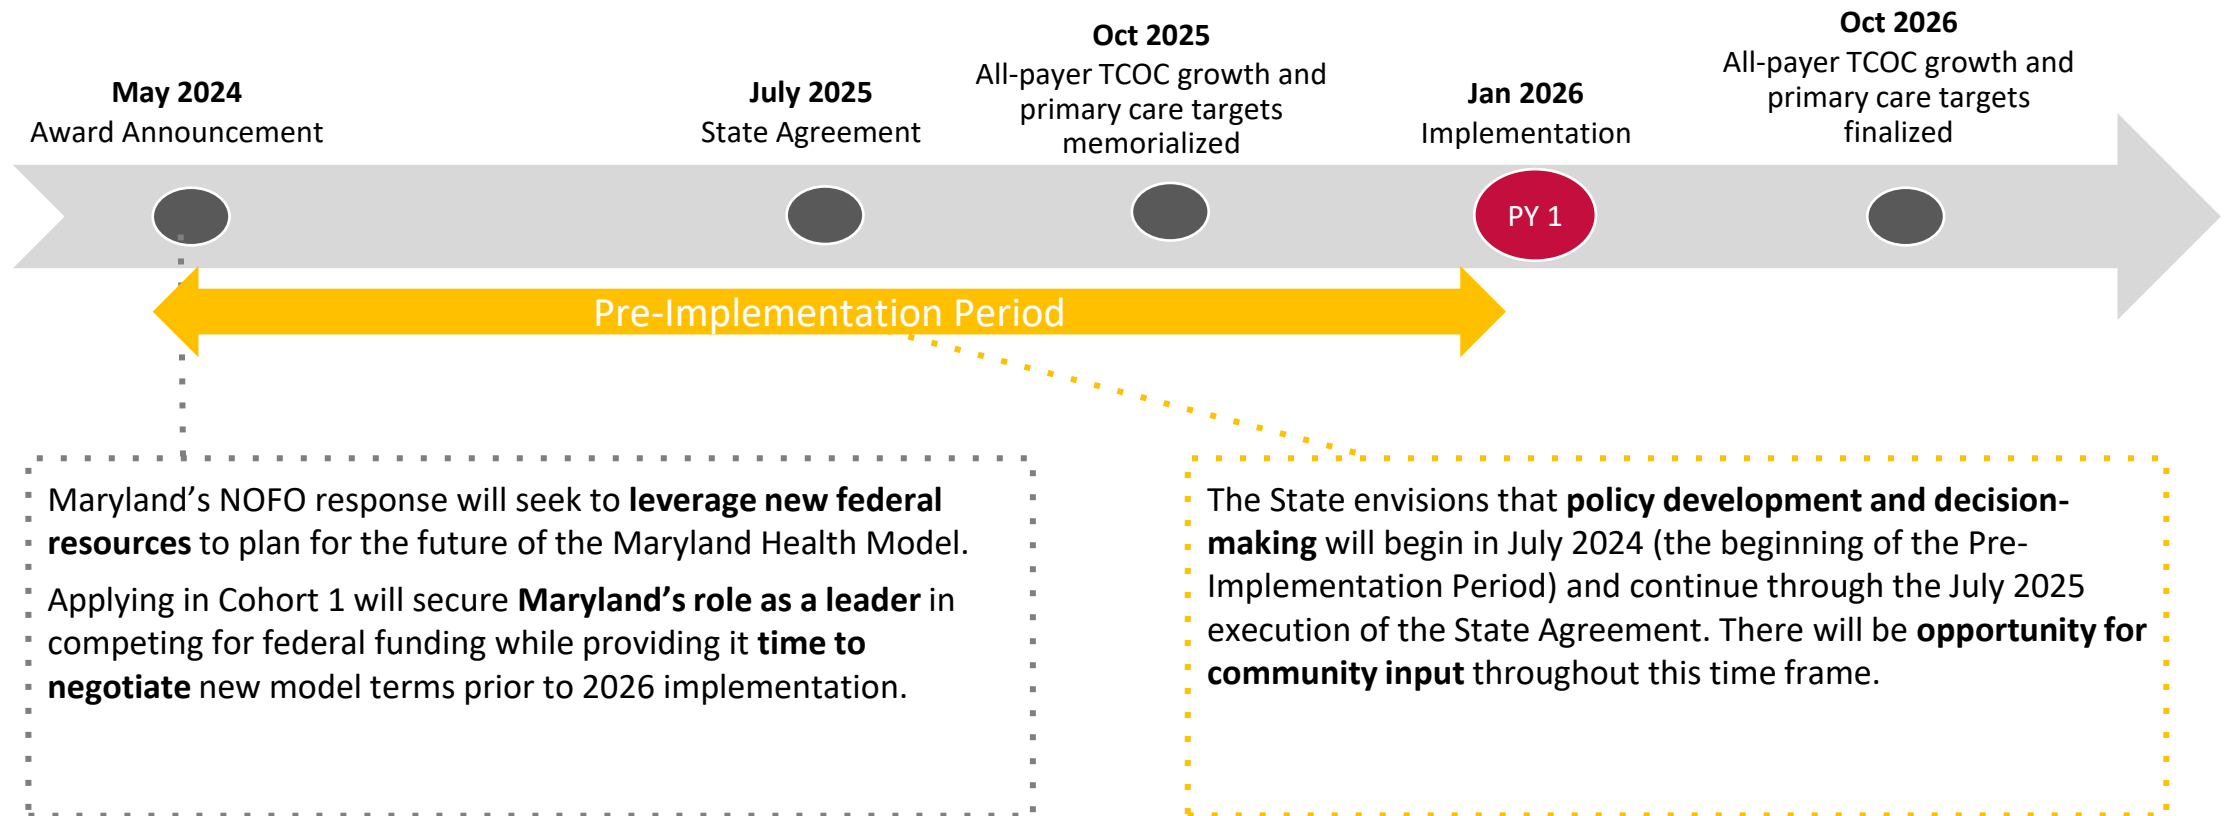 May 2024
Award Announcement
July 2025
State Agreement
Oct 2025
All-payer TCOC growth and
primary care targets
memorialized
Jan 2026
Implementation
Oct 2026
All-payer TCOC growth and
primary care targets
finalized
PY 1
Pre-Implementation Period
Maryland’s NOFO response will seek to leverage new federal
resources to plan for the future of the Maryland Health Model.
Applying in Cohort 1 will secure Maryland’s role as a leader in
competing for federal funding while providing it time to
negotiate new model terms prior to 2026 implementation.
The State envisions that policy development and decision-
making will begin in July 2024 (the beginning of the Pre-
Implementation Period) and continue through the July 2025
execution of the State Agreement. There will be opportunity for
community input throughout this time frame.